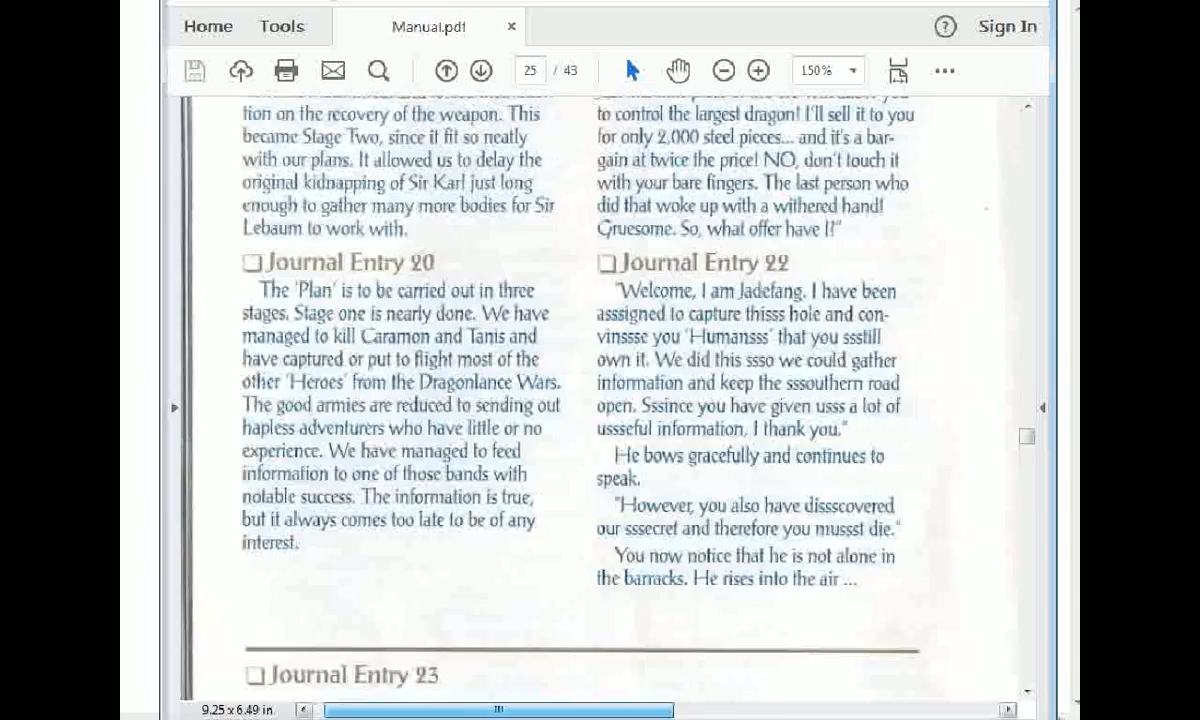 Home Tools Manual.pdf × ? Sign In
25 / 43 150%
tion on the recovery of the weapon. This
became Stage Two, since it fit so neatly
with our plans. It allowed us to delay the
original kidnapping of Sir Karl just long
enough to gather many more bodies for Sir
Lebaum to work with.
❑ Journal Entry 20
The 'Plan' is to be carried out in three
stages. Stage one is nearly done. We have
managed to kill Caramon and Tanis and
have captured or put to flight most of the
other 'Heroes' from the Dragonlance Wars.
The good armies are reduced to sending out
hapless adventurers who have little or no
experience. We have managed to feed
information to one of those bands with
notable success. The information is true,
but it always comes too late to be of any
interest.
to control the largest dragon! I'll sell it to you
for only 2,000 steel pieces... and it's a bar-
gain at twice the price! NO, don't touch it
with your bare fingers. The last person who
did that woke up with a withered hand!
Gruesome. So, what offer have I?"
❑ Journal Entry 22
"Welcome, I am Jadefang. I have been
asssigned to capture thisss hole and con-
vinssse you 'Humansss' that you ssstill
own it. We did this ssso we could gather
information and keep the sssouthern road
open. Sssince you have given usss a lot of
ussseful information, I thank you."
He bows gracefully and continues to
speak.
"However, you also have dissscovered
our sssecret and therefore you mussst die."
You now notice that he is not alone in
the barracks. He rises into the air ...
❑ Journal Entry 23
9.25 x 6.49 in